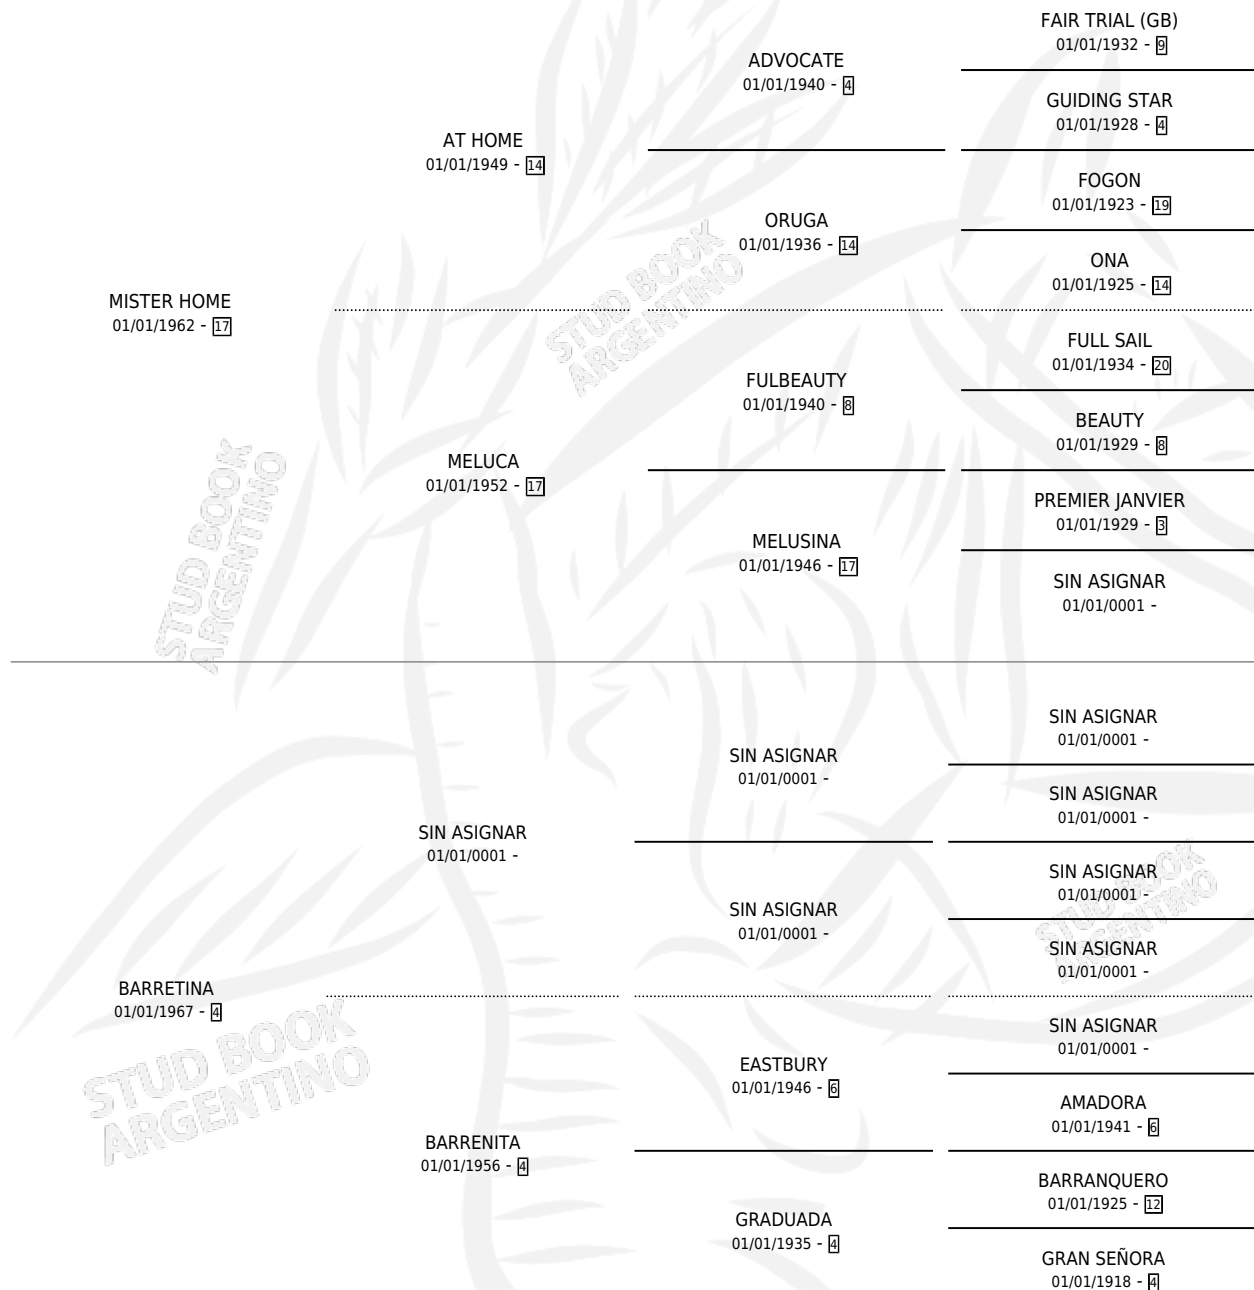 FAIR TRIAL (GB)
01/01/1932 - 9
ADVOCATE
01/01/1940 - 4
GUIDING STAR
01/01/1928 - 4
AT HOME
01/01/1949 - 14
FOGON
01/01/1923 - 19
ORUGA
01/01/1936 - 14
ONA
01/01/1925 - 14
MISTER HOME
01/01/1962 - 17
FULL SAIL
01/01/1934 - 20
FULBEAUTY
01/01/1940 - 8
BEAUTY
01/01/1929 - 8
MELUCA
01/01/1952 - 17
PREMIER JANVIER
01/01/1929 - 3
MELUSINA
01/01/1946 - 17
SIN ASIGNAR
01/01/0001 -
SIN ASIGNAR
01/01/0001 -
SIN ASIGNAR
01/01/0001 -
SIN ASIGNAR
01/01/0001 -
SIN ASIGNAR
01/01/0001 -
SIN ASIGNAR
01/01/0001 -
SIN ASIGNAR
01/01/0001 -
SIN ASIGNAR
01/01/0001 -
BARRETINA
01/01/1967 - 4
SIN ASIGNAR
01/01/0001 -
EASTBURY
01/01/1946 - 6
AMADORA
01/01/1941 - 6
BARRENITA
01/01/1956 - 4
BARRANQUERO
01/01/1925 - 12
GRADUADA
01/01/1935 - 4
GRAN SEÑORA
01/01/1918 - 4
STUD BOOK
ARGENTINO
STUD BOOK
ARGENTINO
STUD BOOK
ARGENTINO
STUD BOOK
ARGENTINO